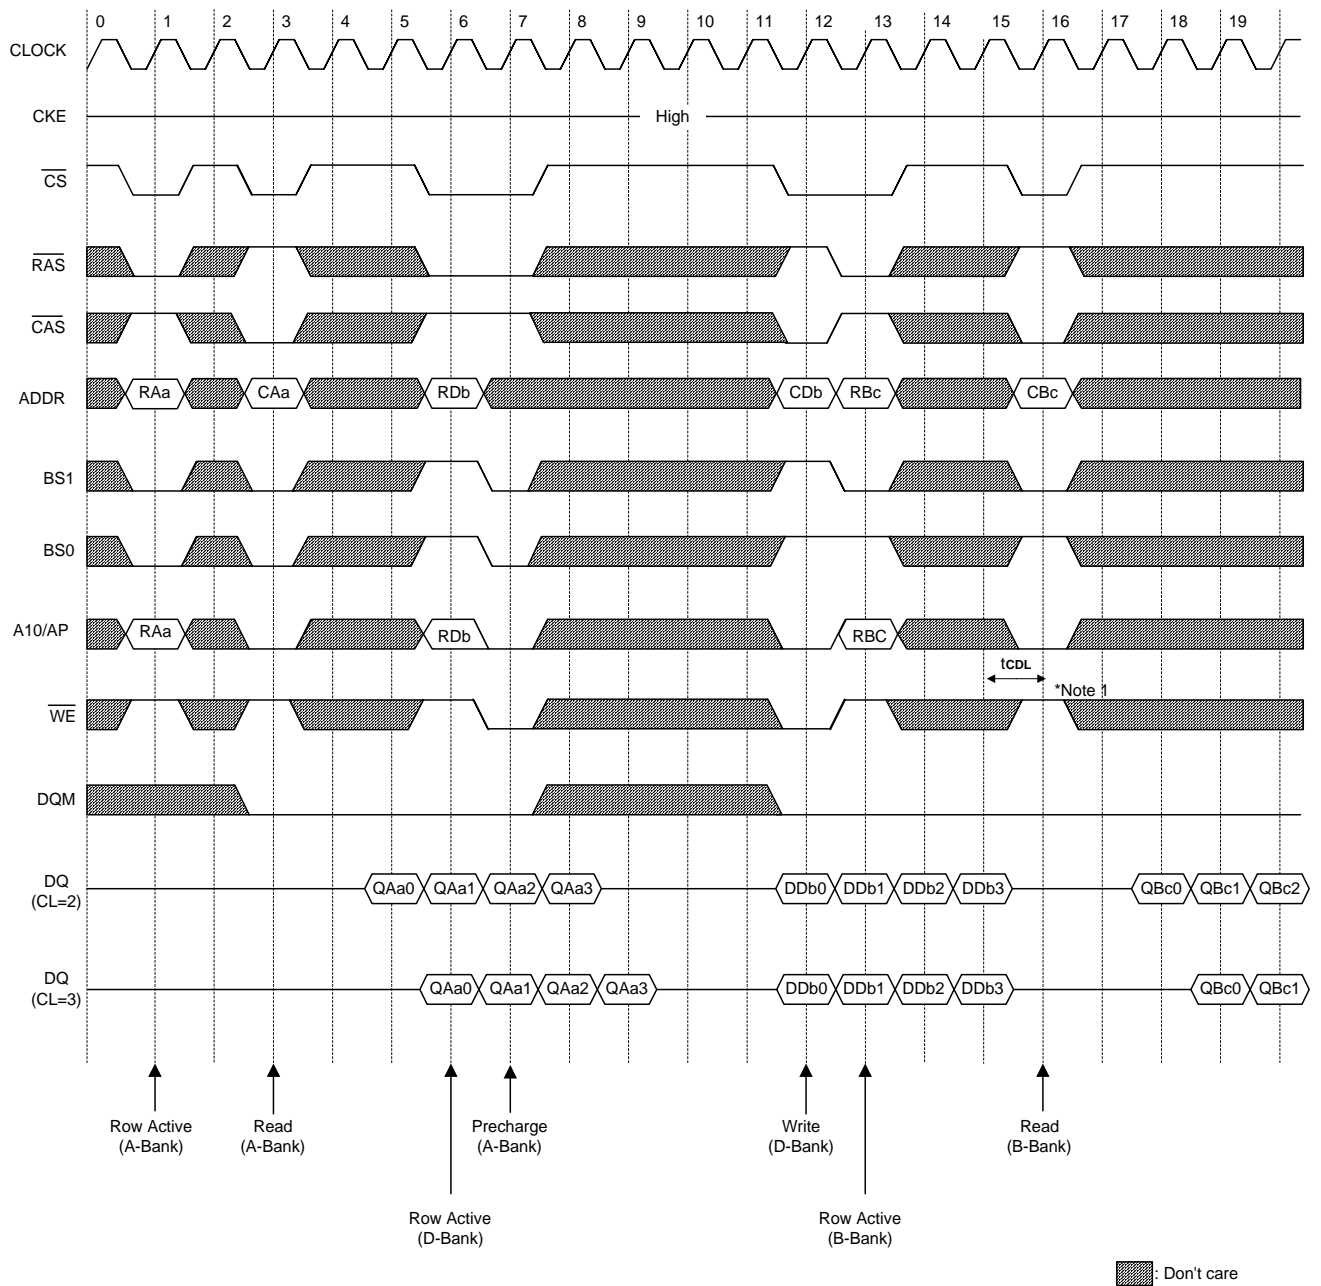 0 1 2 3 4 5 6 7 8 9 10 11 12 13 14 15 16 17 18 19
CLOCK
CKE High
CS
RAS
CAS
ADDR RAa CAa RDb CDb RBc CBc
BS1
BS0
A10/AP RAa RDb RBC
tCDL
*Note 1
WE
DQM
DQ
(CL=2) QAa0 QAa1 QAa2 QAa3 DDb0 DDb1 DDb2 DDb3 QBc0 QBc1 QBc2
DQ
(CL=3) QAa0 QAa1 QAa2 QAa3 DDb0 DDb1 DDb2 DDb3 QBc0 QBc1
Row Active
(A-Bank)
Read
(A-Bank)
Precharge
(A-Bank)
Write
(D-Bank)
Read
(B-Bank)
Row Active
(D-Bank)
Row Active
(B-Bank)
: Don't care